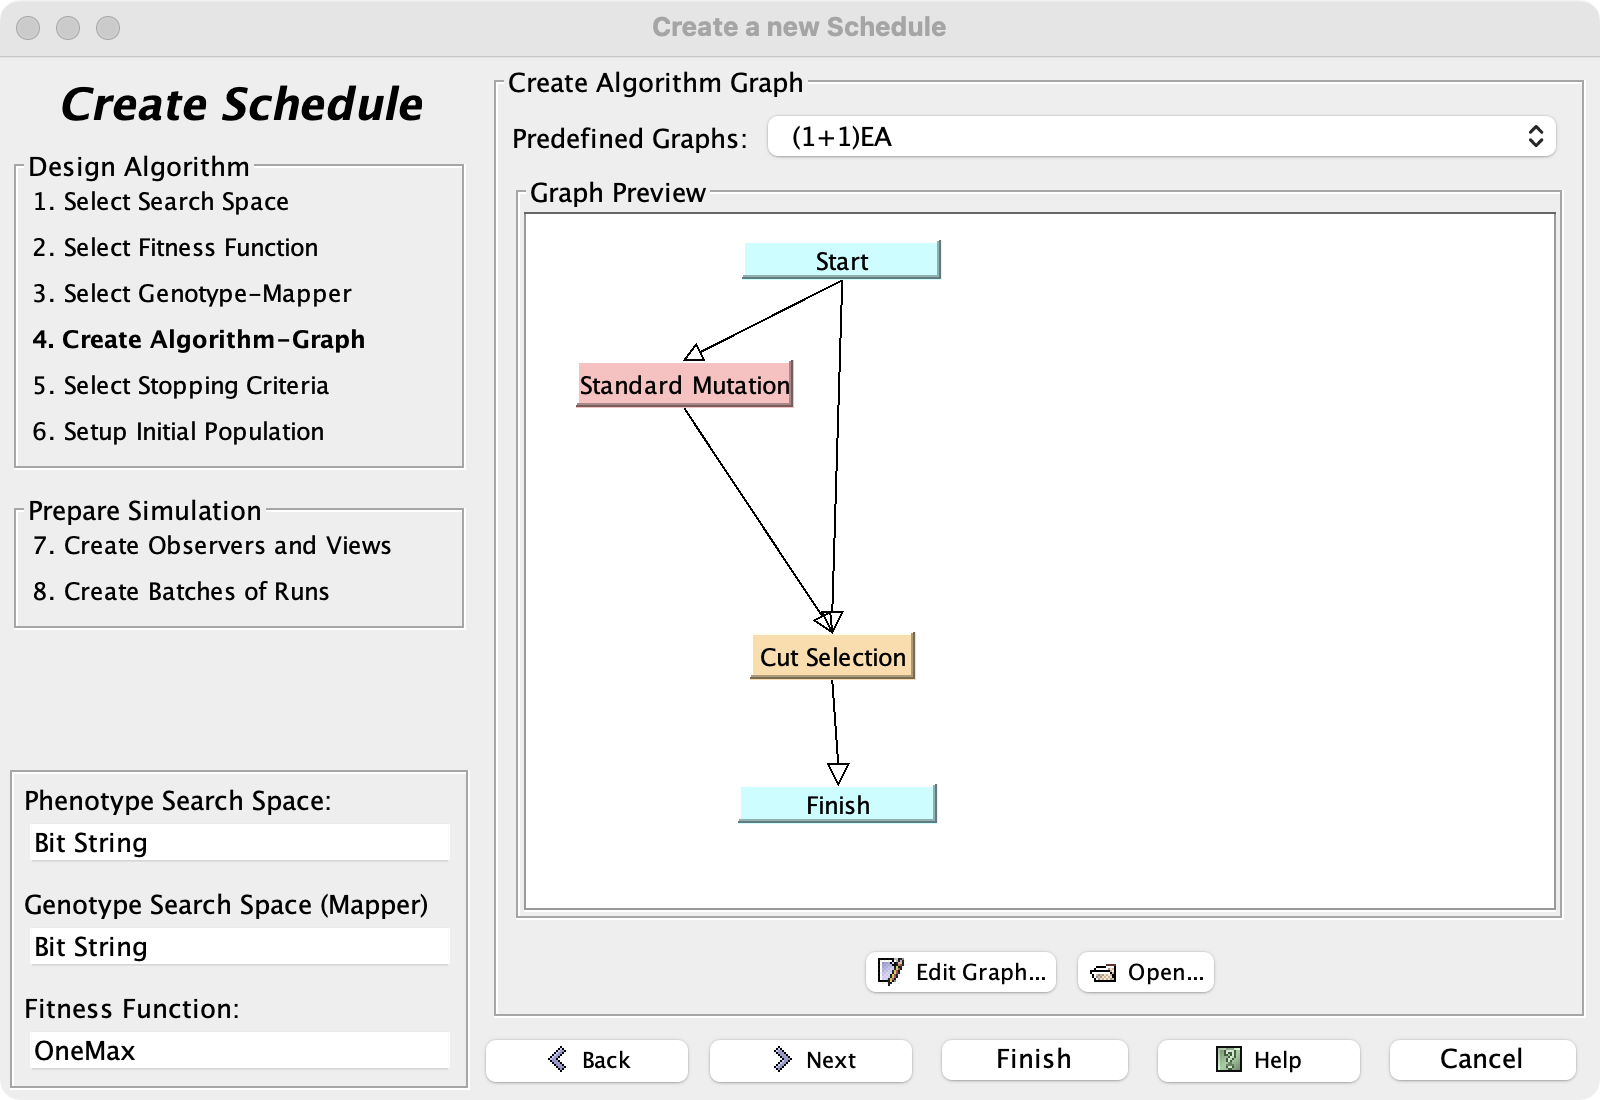 Create a new Schedule
Create Schedule
Design Algorithm
1. Select Search Space
2. Select Fitness Function
3. Select Genotype-Mapper
4. Create Algorithm-Graph
5. Select Stopping Criteria
6. Setup Initial Population
Prepare Simulation
7. Create Observers and Views
8. Create Batches of Runs
Phenotype Search Space:
Bit String
Genotype Search Space (Mapper)
Bit String
Fitness Function:
OneMax
Create Algorithm Graph
Predefined Graphs: (1+1)EA
Graph Preview
Start
Standard Mutation
Cut Selection
Finish
Edit Graph... Open...
Back Next Finish Help Cancel